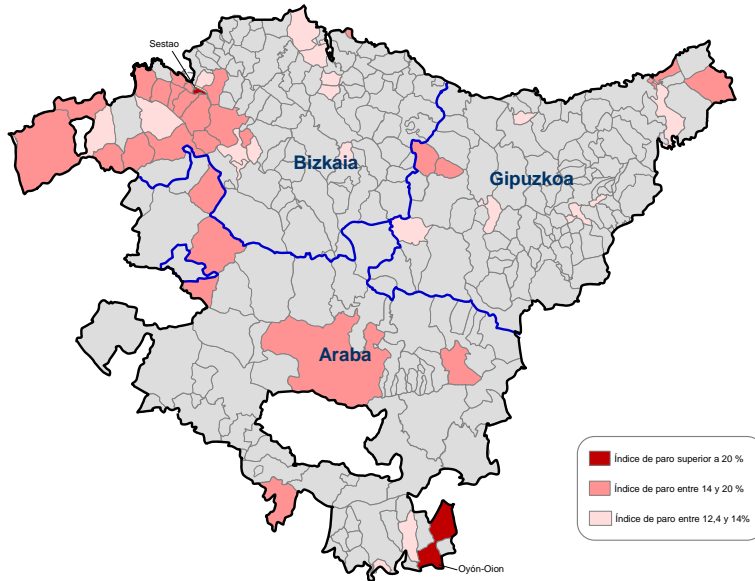 Sestao
Bizkaia
Gipuzkoa
Araba
Índice de paro superior a 20 %
Índice de paro entre 14 y 20 %
Índice de paro entre 12,4 y 14%
Oyón-Oion